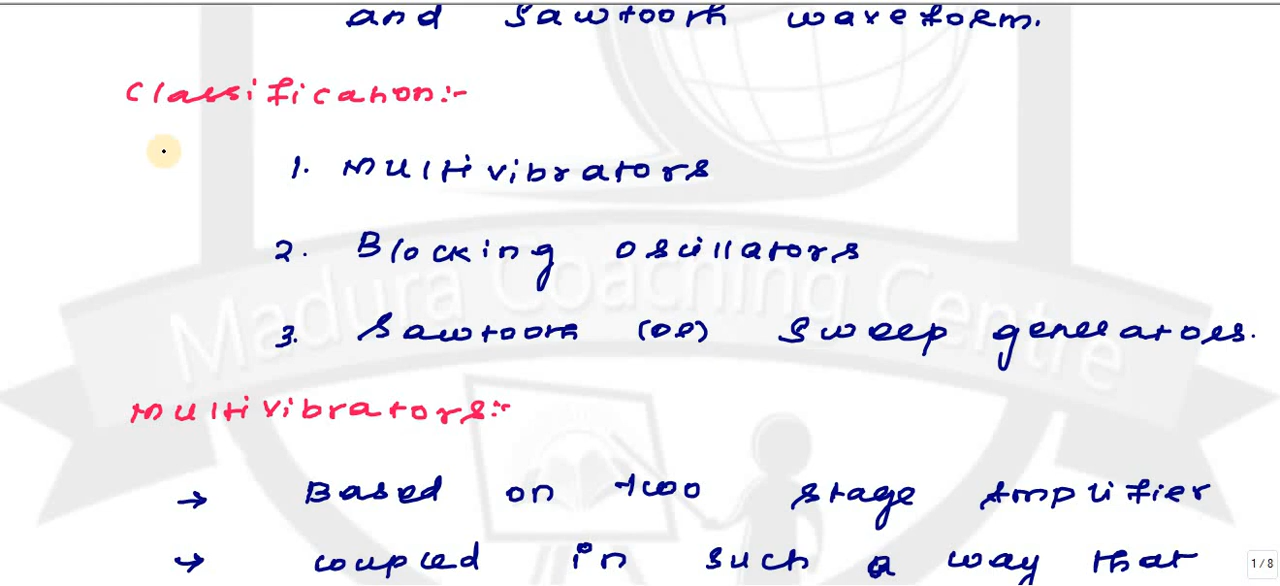 and sawtooth waveform.
Classification:-
1. Multivibrators
2. Blocking oscillators
3. Sawtooth (or) sweep generators.
Madura Coaching Centre
Multivibrators:-
→ Based on two stage Amplifier
→ coupled in such a way that
1 / 8